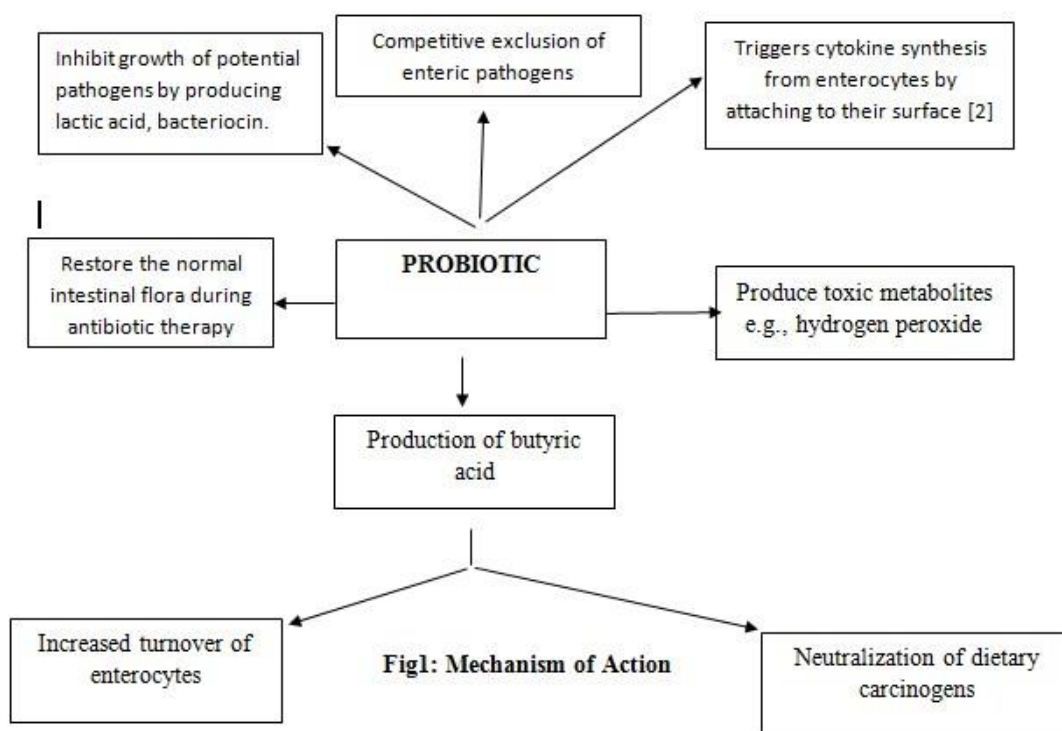 Inhibit growth of potential
pathogens by producing
lactic acid, bacteriocin.
Competitive exclusion of
enteric pathogens
Triggers cytokine synthesis
from enterocytes by
attaching to their surface [2]
Restore the normal
intestinal flora during
antibiotic therapy
PROBIOTIC
Produce toxic metabolites
e.g., hydrogen peroxide
Production of butyric
acid
Increased turnover of
enterocytes
Fig1: Mechanism of Action
Neutralization of dietary
carcinogens